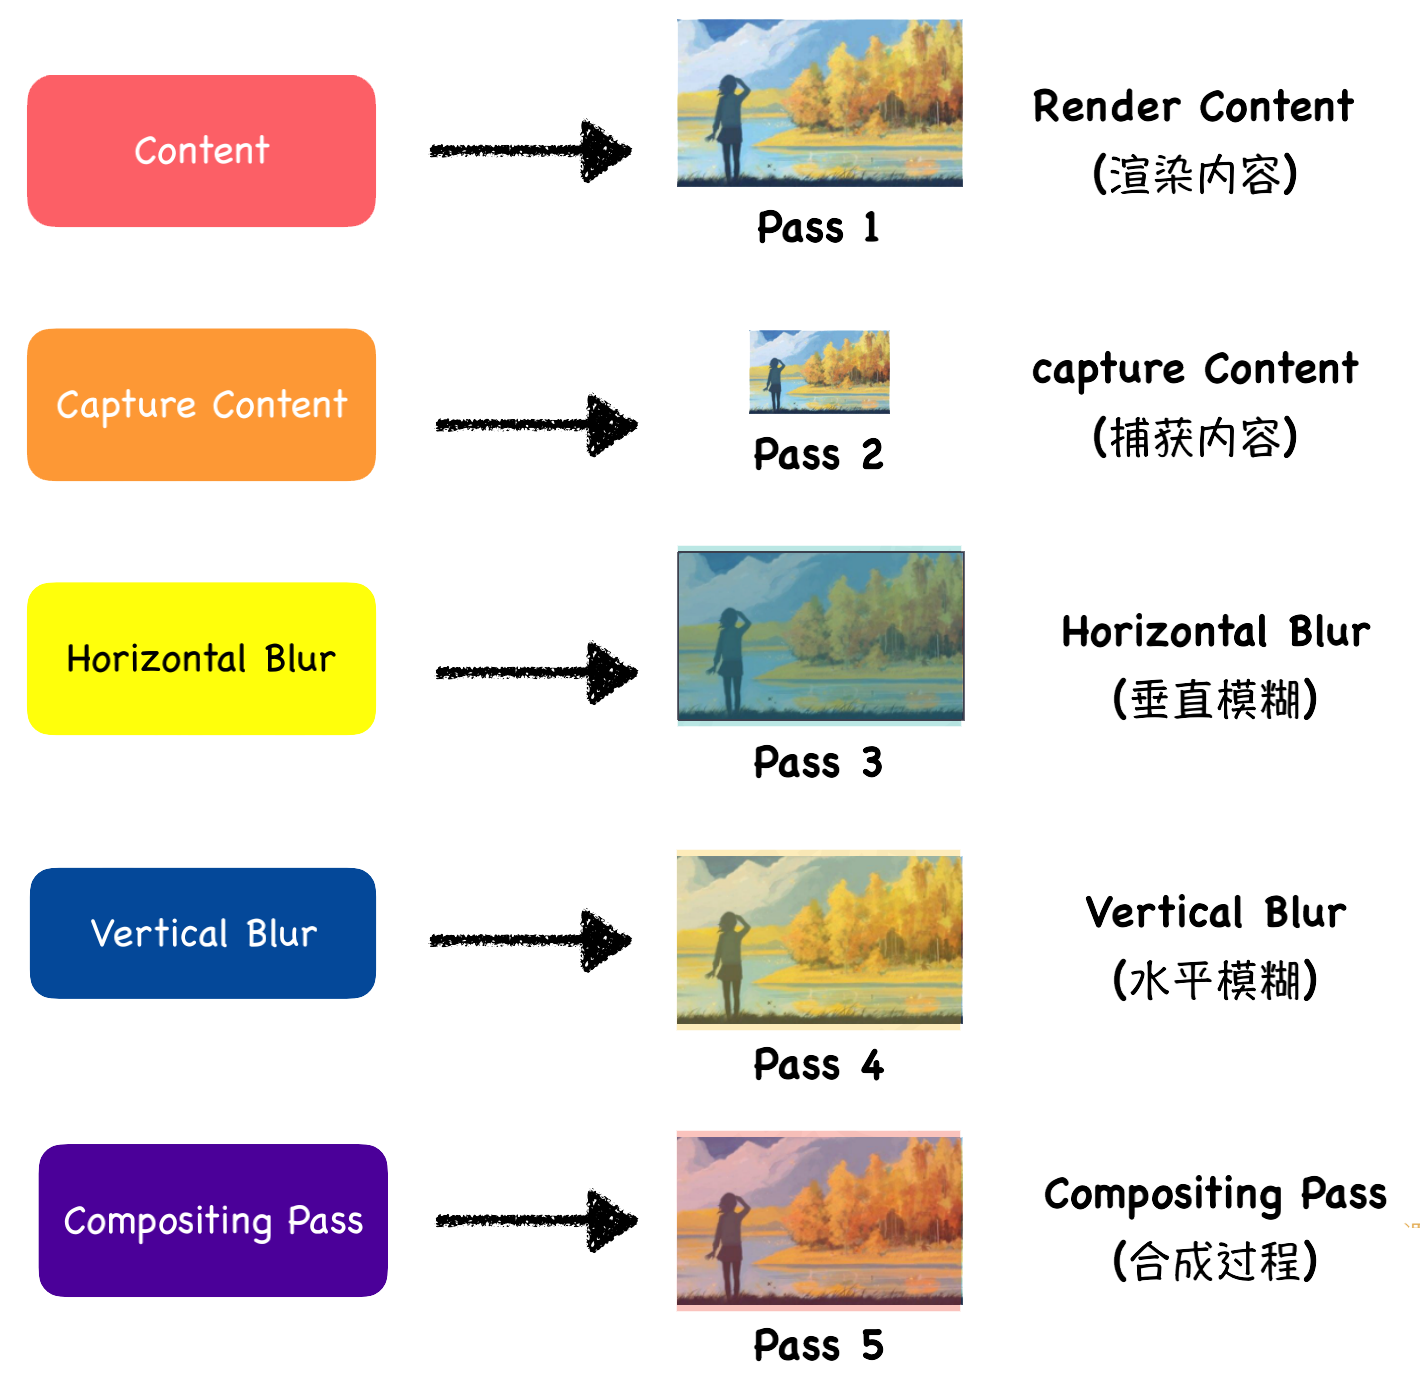 Content
Render Content
(渲染内容)
Pass 1
Capture Content
capture Content
(捕获内容)
Pass 2
Horizontal Blur
Horizontal Blur
(垂直模糊)
Pass 3
Vertical Blur
Vertical Blur
(水平模糊)
Pass 4
Compositing Pass
Compositing Pass
(合成过程)
Pass 5